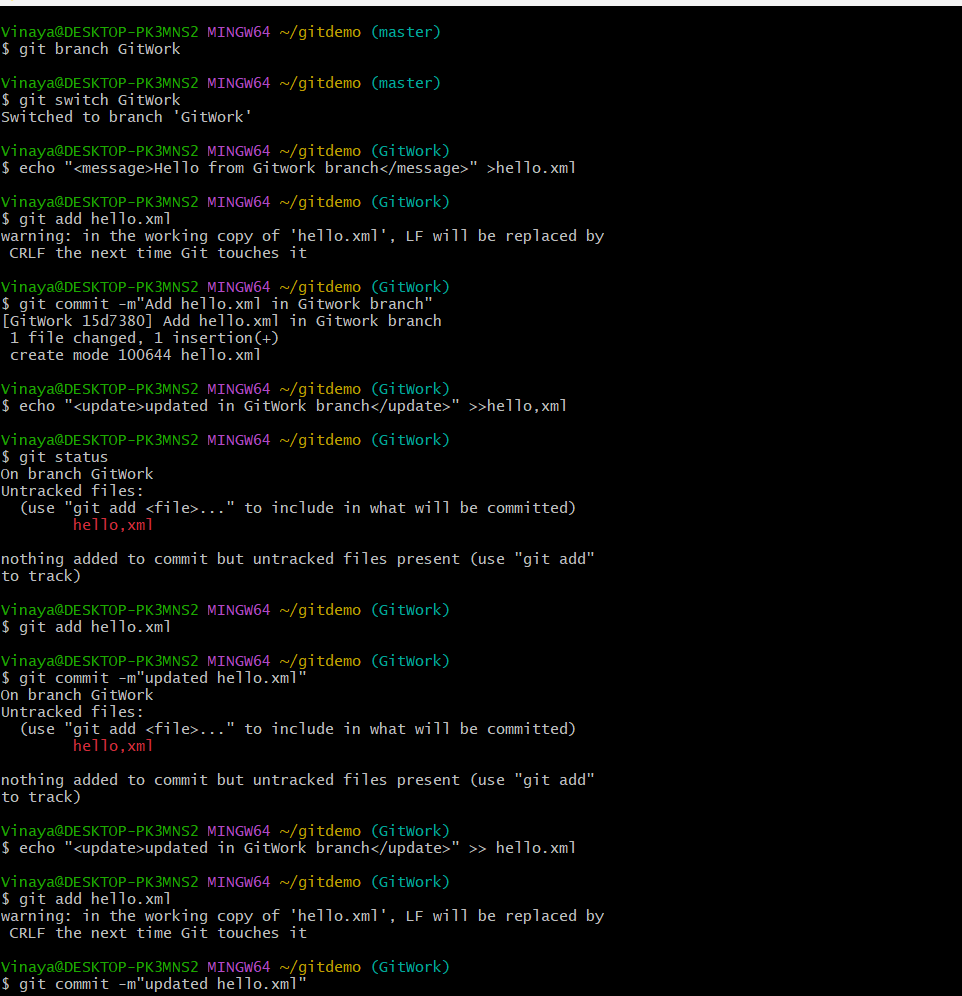 Vinaya@DESKTOP-PK3MNS2 MINGW64 ~/gitdemo (master)
$ git branch GitWork
Vinaya@DESKTOP-PK3MNS2 MINGW64 ~/gitdemo (master)
$ git switch GitWork
Switched to branch 'GitWork'
Vinaya@DESKTOP-PK3MNS2 MINGW64 ~/gitdemo (GitWork)
$ echo "<message>Hello from Gitwork branch</message>" >hello.xml
Vinaya@DESKTOP-PK3MNS2 MINGW64 ~/gitdemo (GitWork)
$ git add hello.xml
warning: in the working copy of 'hello.xml', LF will be replaced by
 CRLF the next time Git touches it
Vinaya@DESKTOP-PK3MNS2 MINGW64 ~/gitdemo (GitWork)
$ git commit -m"Add hello.xml in Gitwork branch"
[GitWork 15d7380] Add hello.xml in Gitwork branch
 1 file changed, 1 insertion(+)
 create mode 100644 hello.xml
Vinaya@DESKTOP-PK3MNS2 MINGW64 ~/gitdemo (GitWork)
$ echo "<update>updated in GitWork branch</update>" >>hello,xml
Vinaya@DESKTOP-PK3MNS2 MINGW64 ~/gitdemo (GitWork)
$ git status
On branch GitWork
Untracked files:
  (use "git add <file>..." to include in what will be committed)
        hello,xml
nothing added to commit but untracked files present (use "git add"
to track)
Vinaya@DESKTOP-PK3MNS2 MINGW64 ~/gitdemo (GitWork)
$ git add hello.xml
Vinaya@DESKTOP-PK3MNS2 MINGW64 ~/gitdemo (GitWork)
$ git commit -m"updated hello.xml"
On branch GitWork
Untracked files:
  (use "git add <file>..." to include in what will be committed)
        hello,xml
nothing added to commit but untracked files present (use "git add"
to track)
Vinaya@DESKTOP-PK3MNS2 MINGW64 ~/gitdemo (GitWork)
$ echo "<update>updated in GitWork branch</update>" >> hello.xml
Vinaya@DESKTOP-PK3MNS2 MINGW64 ~/gitdemo (GitWork)
$ git add hello.xml
warning: in the working copy of 'hello.xml', LF will be replaced by
 CRLF the next time Git touches it
Vinaya@DESKTOP-PK3MNS2 MINGW64 ~/gitdemo (GitWork)
$ git commit -m"updated hello.xml"